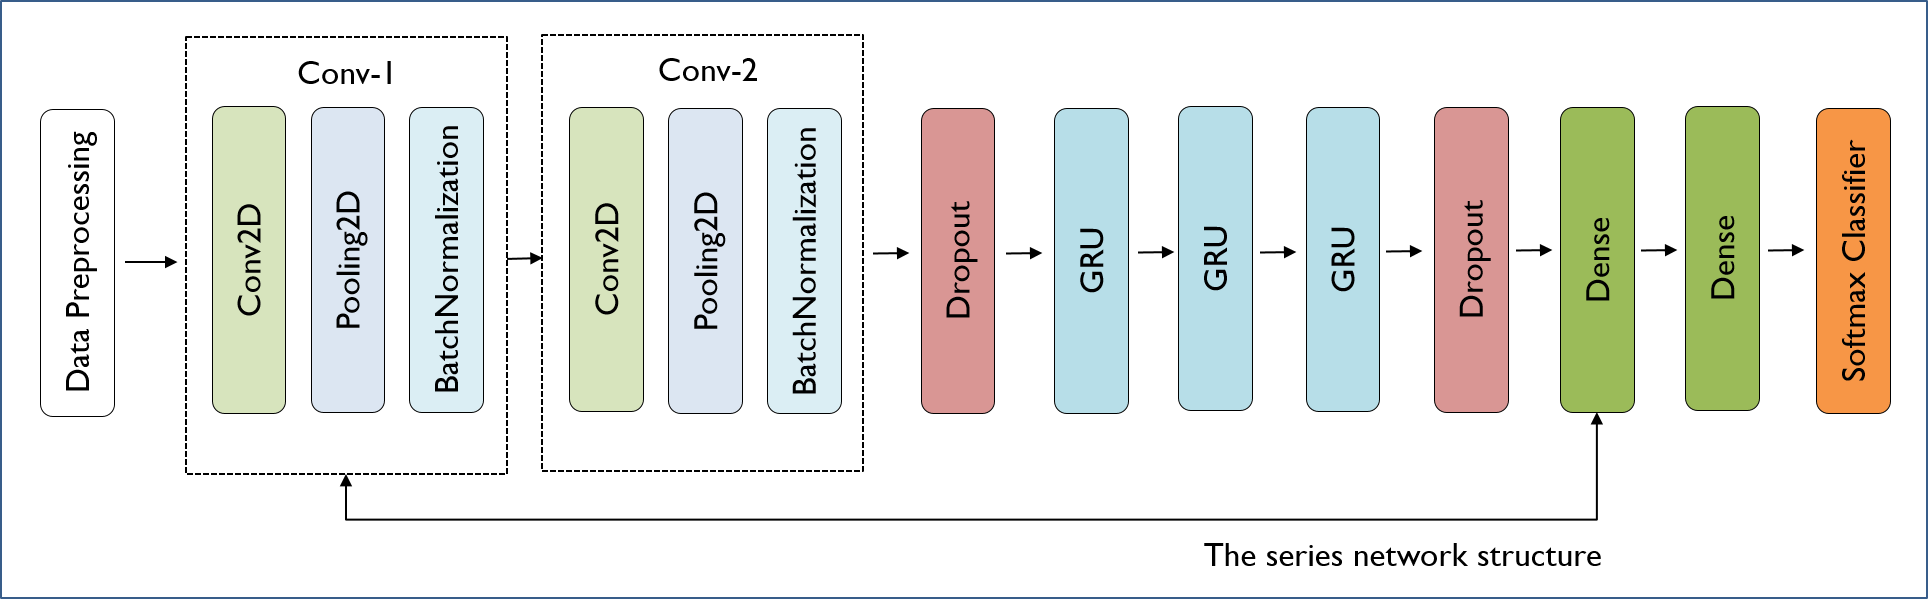 Data Preprocessing
Conv-1
Conv2D
Pooling2D
BatchNormalization
Conv-2
Conv2D
Pooling2D
BatchNormalization
Dropout
GRU
GRU
GRU
Dropout
Dense
Dense
Softmax Classifier
The series network structure